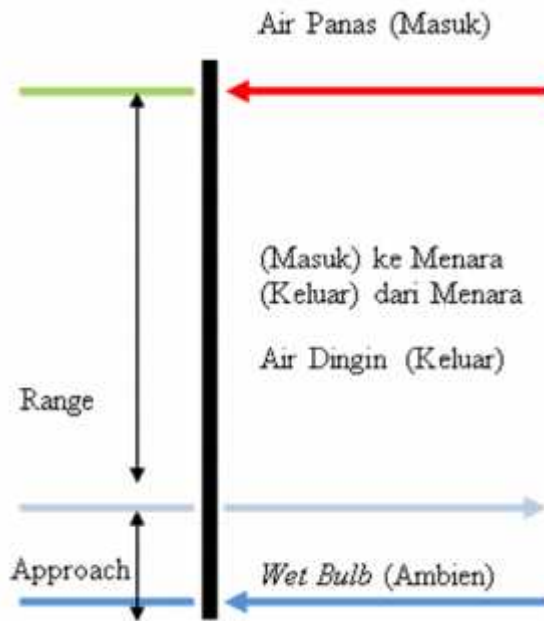 Air Panas (Masuk)
(Masuk) ke Menara
(Keluar) dari Menara
Air Dingin (Keluar)
Range
Approach
Wet Bulb (Ambien)